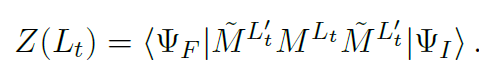 Z(L_t) = ⟨Ψ_F| M̃^{L'_t} M^{L_t} M̃^{L'_t} |Ψ_I⟩ .